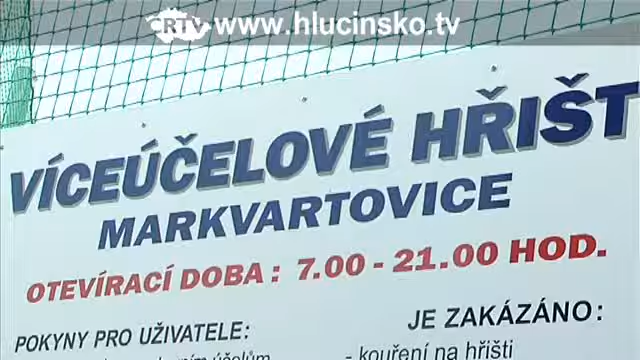 CRTV www.hlucinsko.tv
VÍCEÚČELOVÉ HŘIŠT
MARKVARTOVICE
OTEVÍRACÍ DOBA : 7.00 - 21.00 HOD.
POKYNY PRO UŽIVATELE:
účelům
JE ZAKÁZÁNO:
- kouření na hřišti